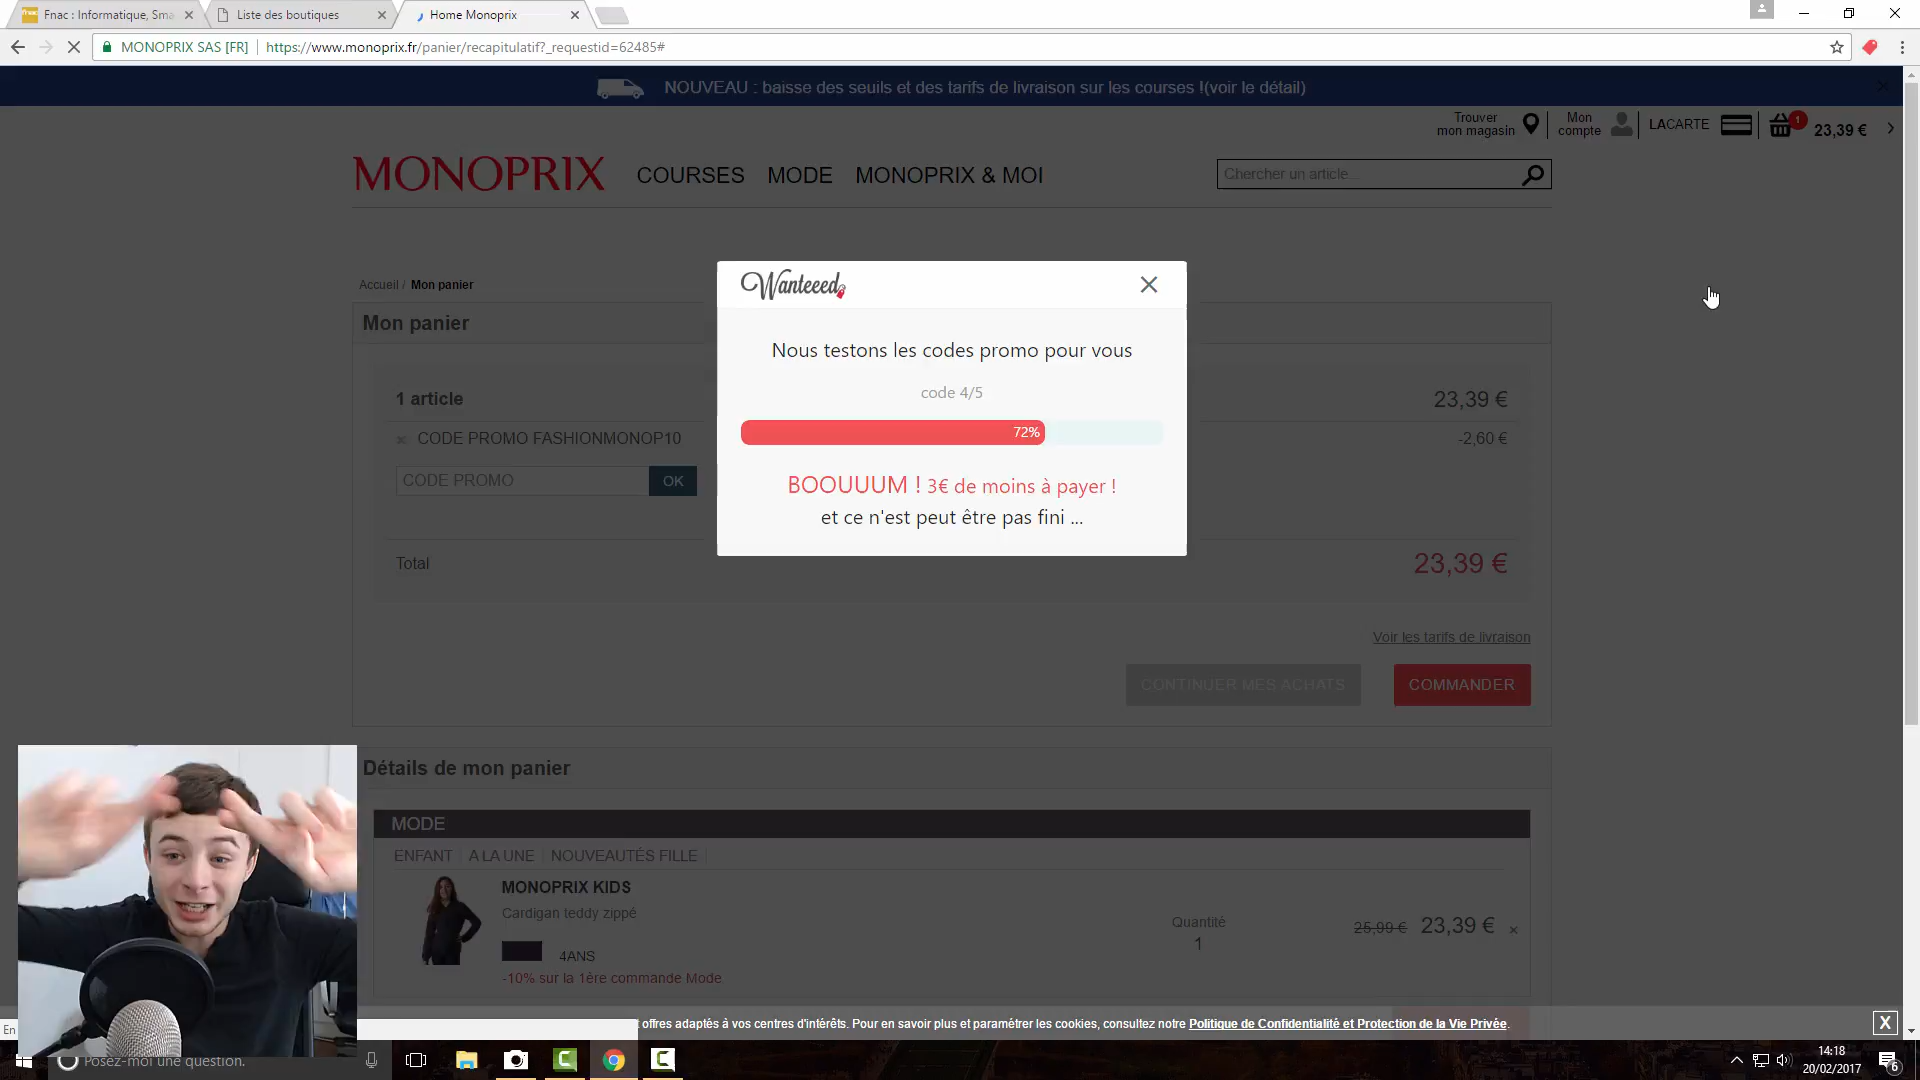 Fnac : Informatique, Sma
Liste des boutiques
Home Monoprix
MONOPRIX SAS [FR]
https://www.monoprix.fr/panier/recapitulatif?_requestid=62485#
NOUVEAU : baisse des seuils et des tarifs de livraison sur les courses !(voir le détail)
Trouver
mon magasin
Mon
compte
LACARTE
1
23,39 €
MONOPRIX
COURSES
MODE
MONOPRIX & MOI
Chercher un article...
Accueil / Mon panier
Mon panier
Wanteeed
Nous testons les codes promo pour vous
code 4/5
72%
BOOUUUM ! 3€ de moins à payer !
et ce n'est peut être pas fini ...
1 article
23,39 €
CODE PROMO FASHIONMONOP10
-2,60 €
CODE PROMO
OK
Total
23,39 €
Voir les tarifs de livraison
CONTINUER MES ACHATS
COMMANDER
Détails de mon panier
MODE
ENFANT
A LA UNE
NOUVEAUTÉS FILLE
MONOPRIX KIDS
Cardigan teddy zippé
4ANS
-10% sur la 1ère commande Mode
Quantité
1
25,99 €
23,39 €
En
offres adaptés à vos centres d'intérêts. Pour en savoir plus et paramétrer les cookies, consultez notre Politique de Confidentialité et Protection de la Vie Privée.
X
Posez-moi une question.
14:18
20/02/2017
6